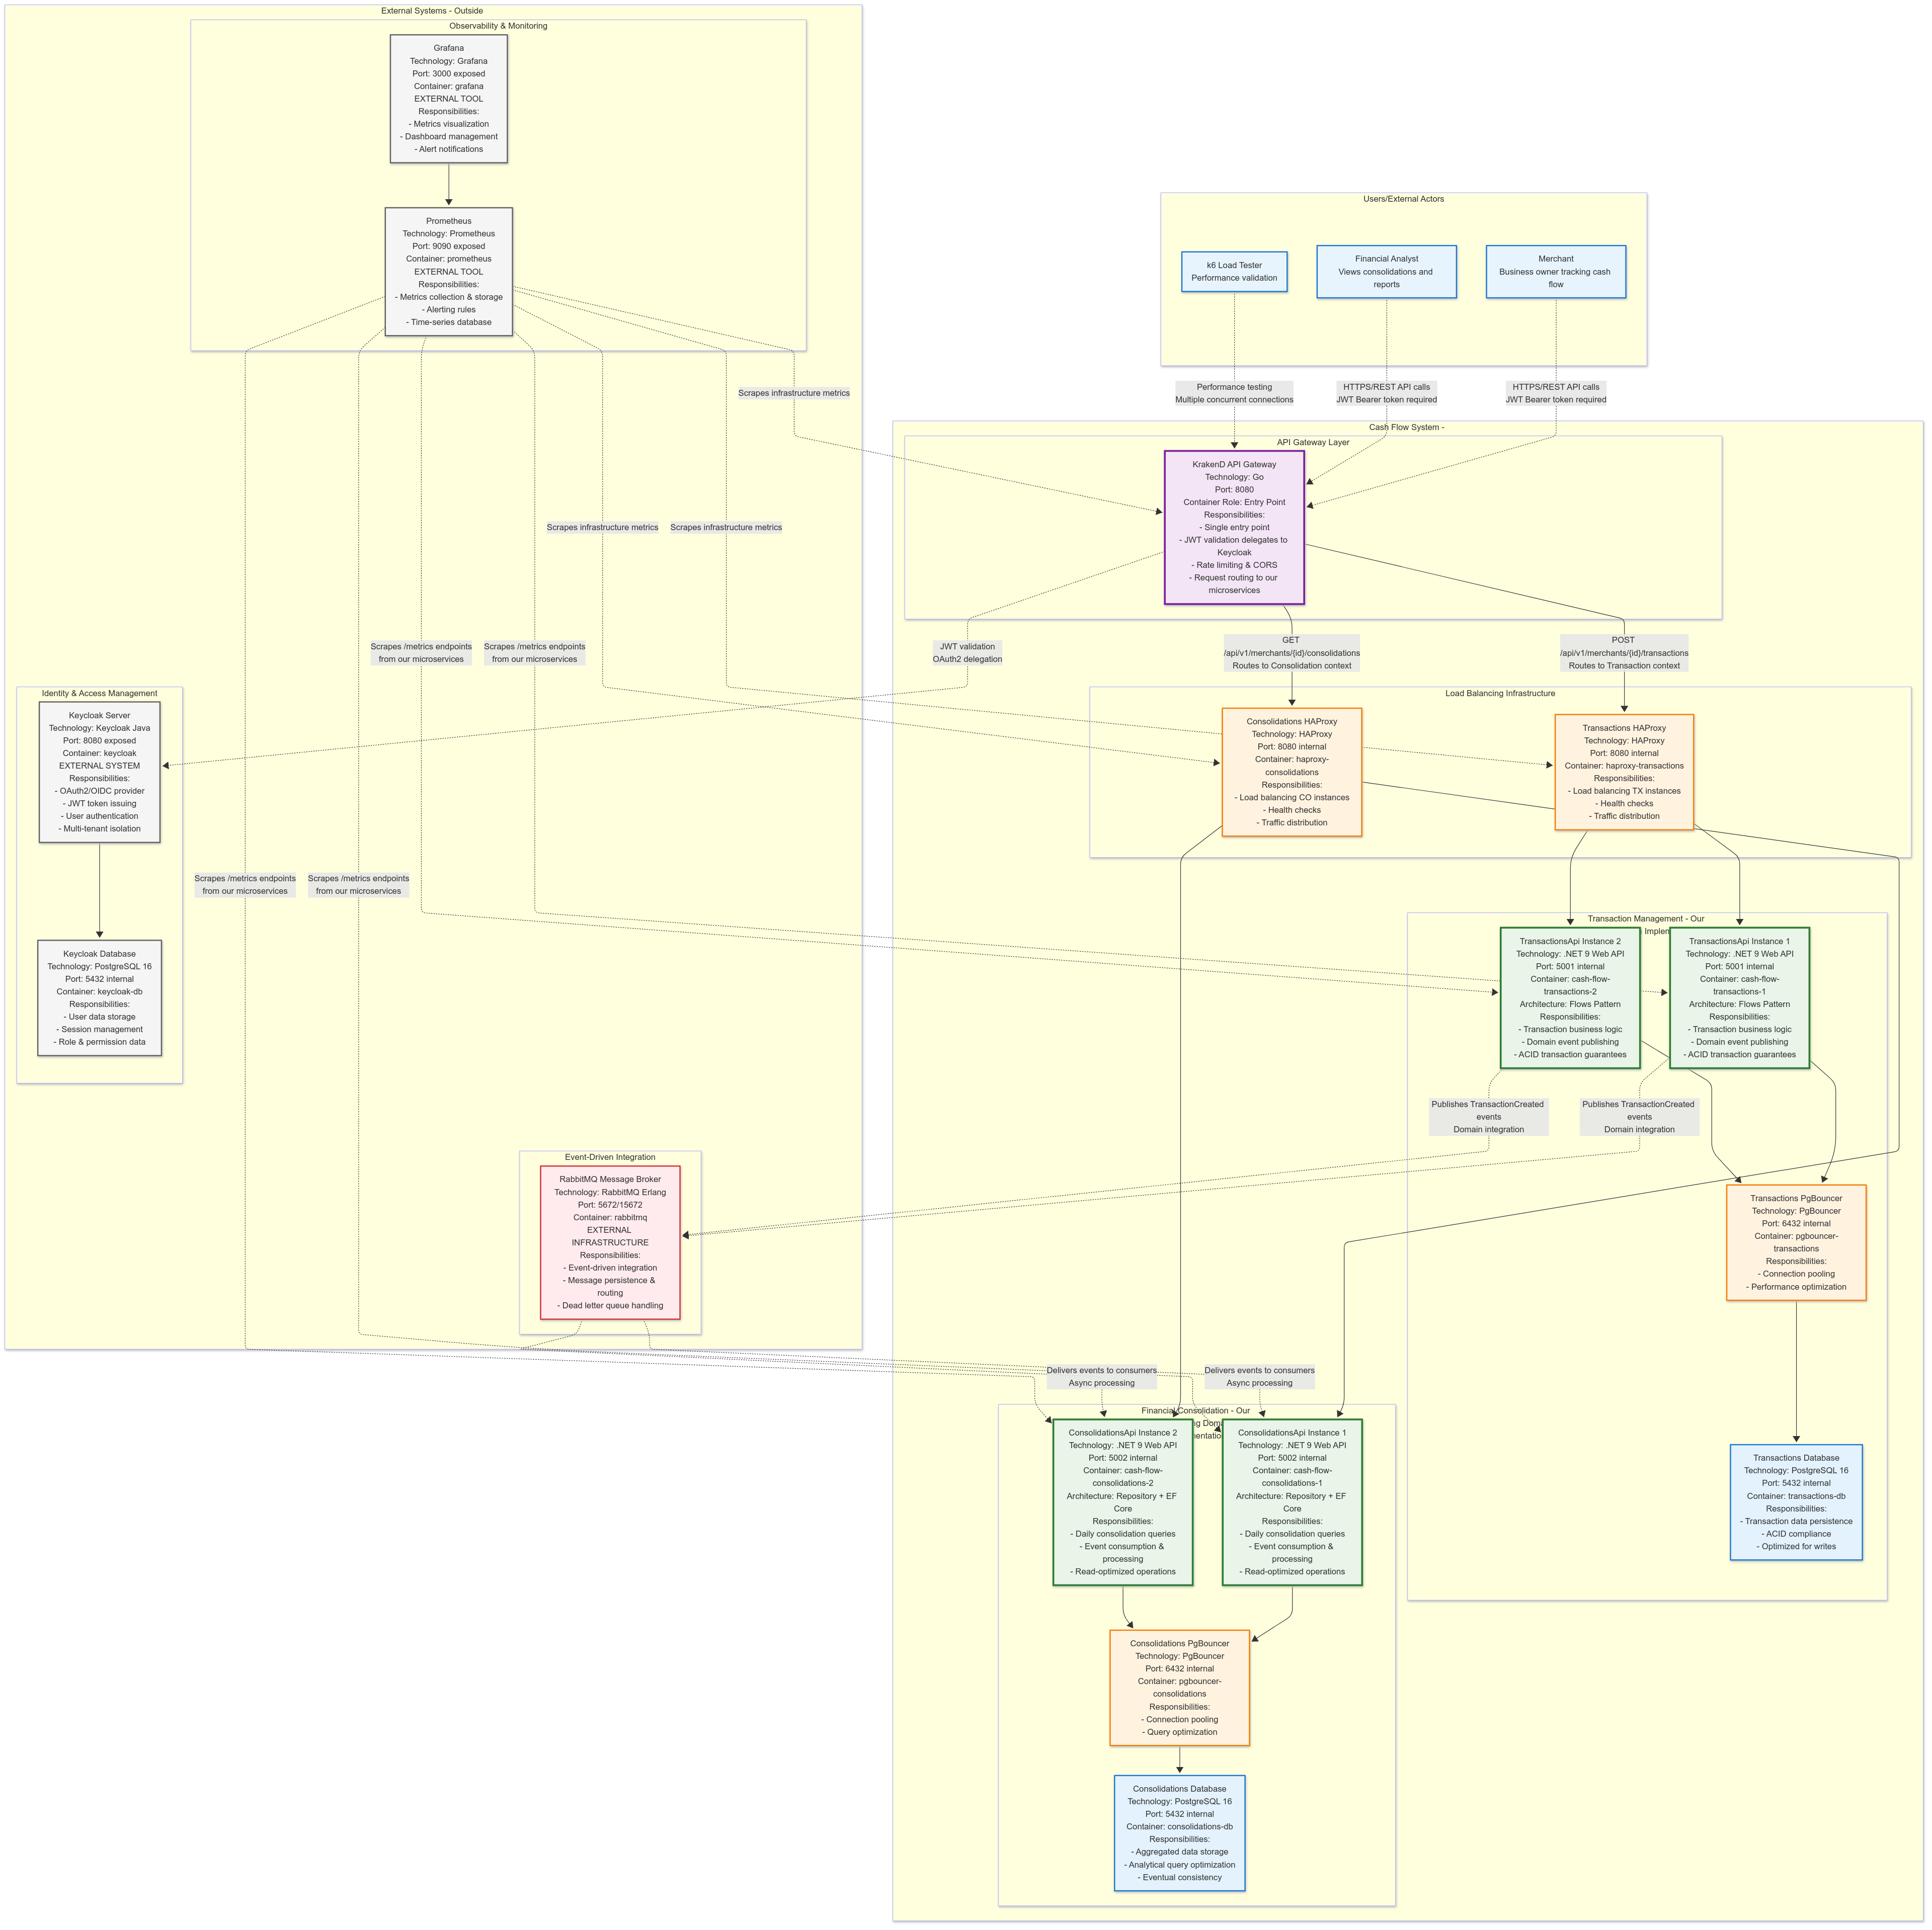 External Systems - Outside
Observability & Monitoring
Grafana
Technology: Grafana
Port: 3000 exposed
Container: grafana
EXTERNAL TOOL
Responsibilities:
- Metrics visualization
- Dashboard management
- Alert notifications
Prometheus
Technology: Prometheus
Port: 9090 exposed
Container: prometheus
EXTERNAL TOOL
Responsibilities:
- Metrics collection & storage
- Alerting rules
- Time-series database
Users/External Actors
k6 Load Tester
Performance validation
Financial Analyst
Views consolidations and
reports
Merchant
Business owner tracking cash
flow
Scrapes infrastructure metrics
Performance testing
Multiple concurrent connections
HTTPS/REST API calls
JWT Bearer token required
HTTPS/REST API calls
JWT Bearer token required
Cash Flow System -
API Gateway Layer
KrakenD API Gateway
Technology: Go
Port: 8080
Container Role: Entry Point
Responsibilities:
- Single entry point
- JWT validation delegates to
Keycloak
- Rate limiting & CORS
- Request routing to our
microservices
Scrapes infrastructure metrics
Scrapes infrastructure metrics
Scrapes /metrics endpoints
from our microservices
Scrapes /metrics endpoints
from our microservices
JWT validation
OAuth2 delegation
GET
/api/v1/merchants/{id}/consolidations
Routes to Consolidation context
POST
/api/v1/merchants/{id}/transactions
Routes to Transaction context
Identity & Access Management
Keycloak Server
Technology: Keycloak Java
Port: 8080 exposed
Container: keycloak
EXTERNAL SYSTEM
Responsibilities:
- OAuth2/OIDC provider
- JWT token issuing
- User authentication
- Multi-tenant isolation
Load Balancing Infrastructure
Consolidations HAProxy
Technology: HAProxy
Port: 8080 internal
Container: haproxy-
consolidations
Responsibilities:
- Load balancing CO instances
- Health checks
- Traffic distribution
Transactions HAProxy
Technology: HAProxy
Port: 8080 internal
Container: haproxy-transactions
Responsibilities:
- Load balancing TX instances
- Health checks
- Traffic distribution
Scrapes /metrics endpoints
from our microservices
Scrapes /metrics endpoints
from our microservices
Keycloak Database
Technology: PostgreSQL 16
Port: 5432 internal
Container: keycloak-db
Responsibilities:
- User data storage
- Session management
- Role & permission data
Transaction Management - Our
TransactionsApi Instance 2
Technology: .NET 9 Web API
Port: 5001 internal
Container: cash-flow-
transactions-2
Architecture: Flows Pattern
Responsibilities:
- Transaction business logic
- Domain event publishing
- ACID transaction guarantees
TransactionsApi Instance 1
Technology: .NET 9 Web API
Port: 5001 internal
Container: cash-flow-
transactions-1
Architecture: Flows Pattern
Responsibilities:
- Transaction business logic
- Domain event publishing
- ACID transaction guarantees
Publishes TransactionCreated
events
Domain integration
Publishes TransactionCreated
events
Domain integration
Event-Driven Integration
RabbitMQ Message Broker
Technology: RabbitMQ Erlang
Port: 5672/15672
Container: rabbitmq
EXTERNAL
INFRASTRUCTURE
Responsibilities:
- Event-driven integration
- Message persistence &
routing
- Dead letter queue handling
Transactions PgBouncer
Technology: PgBouncer
Port: 6432 internal
Container: pgbouncer-
transactions
Responsibilities:
- Connection pooling
- Performance optimization
Delivers events to consumers
Async processing
Delivers events to consumers
Async processing
Financial Consolidation - Our
ConsolidationsApi Instance 2
Technology: .NET 9 Web API
Port: 5002 internal
Container: cash-flow-
consolidations-2
Architecture: Repository + EF
Core
Responsibilities:
- Daily consolidation queries
- Event consumption &
processing
- Read-optimized operations
ConsolidationsApi Instance 1
Technology: .NET 9 Web API
Port: 5002 internal
Container: cash-flow-
consolidations-1
Architecture: Repository + EF
Core
Responsibilities:
- Daily consolidation queries
- Event consumption &
processing
- Read-optimized operations
Transactions Database
Technology: PostgreSQL 16
Port: 5432 internal
Container: transactions-db
Responsibilities:
- Transaction data persistence
- ACID compliance
- Optimized for writes
Consolidations PgBouncer
Technology: PgBouncer
Port: 6432 internal
Container: pgbouncer-
consolidations
Responsibilities:
- Connection pooling
- Query optimization
Consolidations Database
Technology: PostgreSQL 16
Port: 5432 internal
Container: consolidations-db
Responsibilities:
- Aggregated data storage
- Analytical query optimization
- Eventual consistency